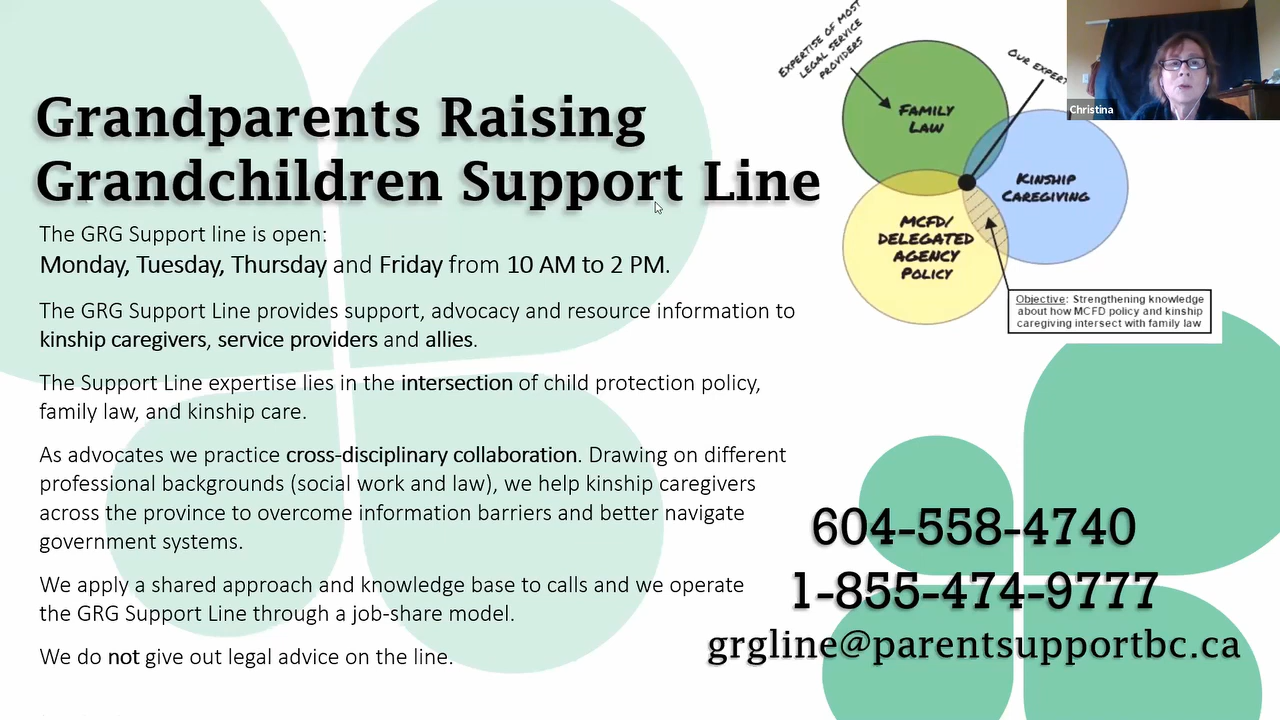 Grandparents Raising
Grandchildren Support Line
The GRG Support line is open:
Monday, Tuesday, Thursday and Friday from 10 AM to 2 PM.
The GRG Support Line provides support, advocacy and resource information to
kinship caregivers, service providers and allies.
The Support Line expertise lies in the intersection of child protection policy,
family law, and kinship care.
As advocates we practice cross-disciplinary collaboration. Drawing on different
professional backgrounds (social work and law), we help kinship caregivers
across the province to overcome information barriers and better navigate
government systems.
We apply a shared approach and knowledge base to calls and we operate
the GRG Support Line through a job-share model.
We do not give out legal advice on the line.
EXPERTISE OF MOST
LEGAL SERVICE
PROVIDERS
OUR EXPERT
FAMILY
LAW
KINSHIP
CAREGIVING
MCFD/
DELEGATED
AGENCY
POLICY
Objective: Strengthening knowledge
about how MCFD policy and kinship
caregiving intersect with family law
Christina
604-558-4740
1-855-474-9777
grgline@parentsupportbc.ca